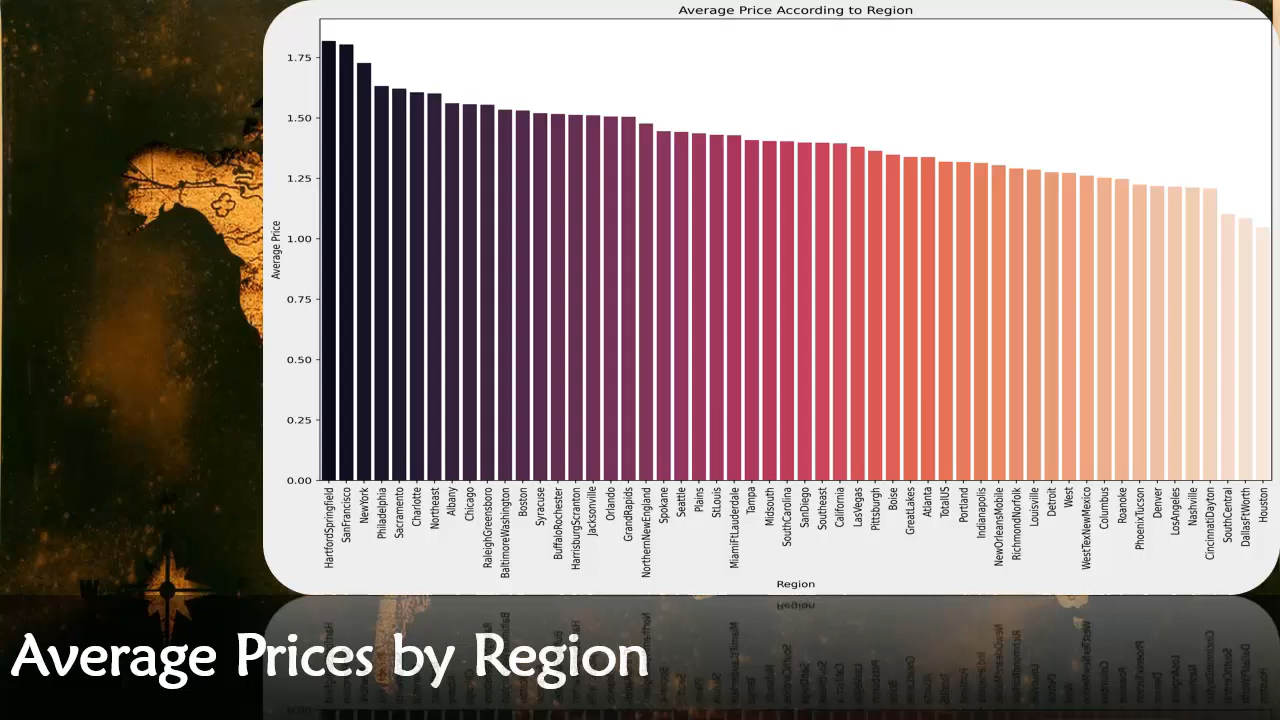 Average Price According to Region
Average Price
1.75
1.50
1.25
1.00
0.75
0.50
0.25
0.00
HartfordSpringfield
SanFrancisco
NewYork
Philadelphia
Sacramento
Charlotte
Northeast
Albany
Chicago
RaleighGreensboro
BaltimoreWashington
Boston
Syracuse
BuffaloRochester
HarrisburgScranton
Jacksonville
Orlando
GrandRapids
NorthernNewEngland
Spokane
Seattle
Plains
StLouis
MiamiFtLauderdale
Tampa
Midsouth
SouthCarolina
SanDiego
Southeast
California
LasVegas
Pittsburgh
Boise
GreatLakes
Atlanta
TotalUS
Portland
Indianapolis
NewOrleansMobile
RichmondNorfolk
Louisville
Detroit
West
WestTexNewMexico
Columbus
Roanoke
PhoenixTucson
Denver
LosAngeles
Nashville
CincinnatiDayton
SouthCentral
DallasFtWorth
Houston
Region
Average Prices by Region